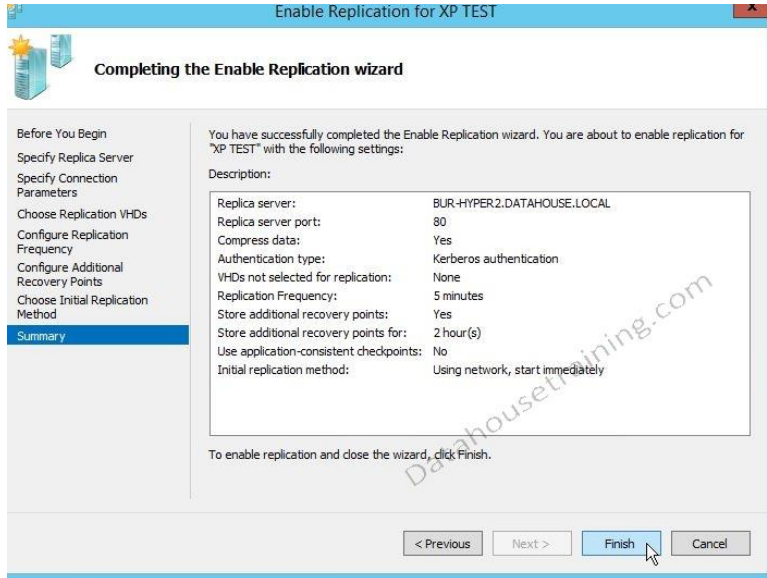 Enable Replication for XP TEST
x
Completing the Enable Replication wizard
Before You Begin
Specify Replica Server
Specify Connection
Parameters
Choose Replication VHDs
Configure Replication
Frequency
Configure Additional
Recovery Points
Choose Initial Replication
Method
Summary
You have successfully completed the Enable Replication wizard. You are about to enable replication for
"XP TEST" with the following settings:
Description:
Replica server: BUR-HYPER2.DATAHOUSE.LOCAL
Replica server port: 80
Compress data: Yes
Authentication type: Kerberos authentication
VHDs not selected for replication: None
Replication Frequency: 5 minutes
Store additional recovery points: Yes
Store additional recovery points for: 2 hour(s)
Use application-consistent checkpoints: No
Initial replication method: Using network, start immediately
Datahousetraining.com
To enable replication and close the wizard, click Finish.
< Previous Next > Finish Cancel